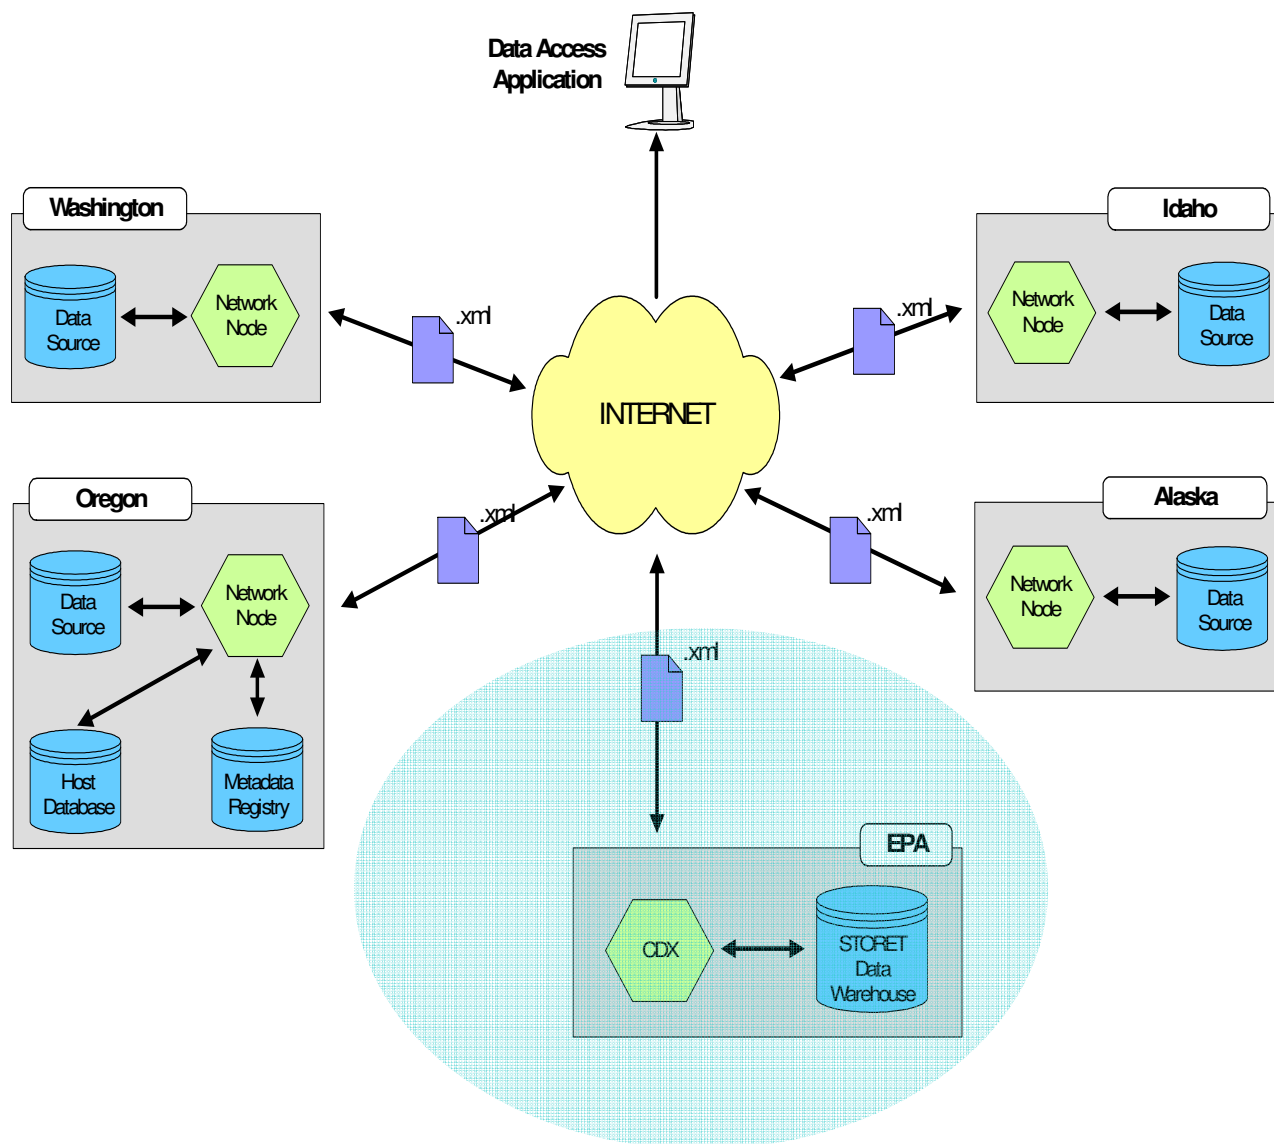 Data Access
Application
Washington
Idaho
Data
Source
Network
Node
.xml
.xml
Network
Node
Data
Source
INTERNET
Oregon
Alaska
Data
Source
Network
Node
.xml
.xml
Network
Node
Data
Source
.xml
Host
Database
Metadata
Registry
EPA
CDX
STORET
Data
Warehouse